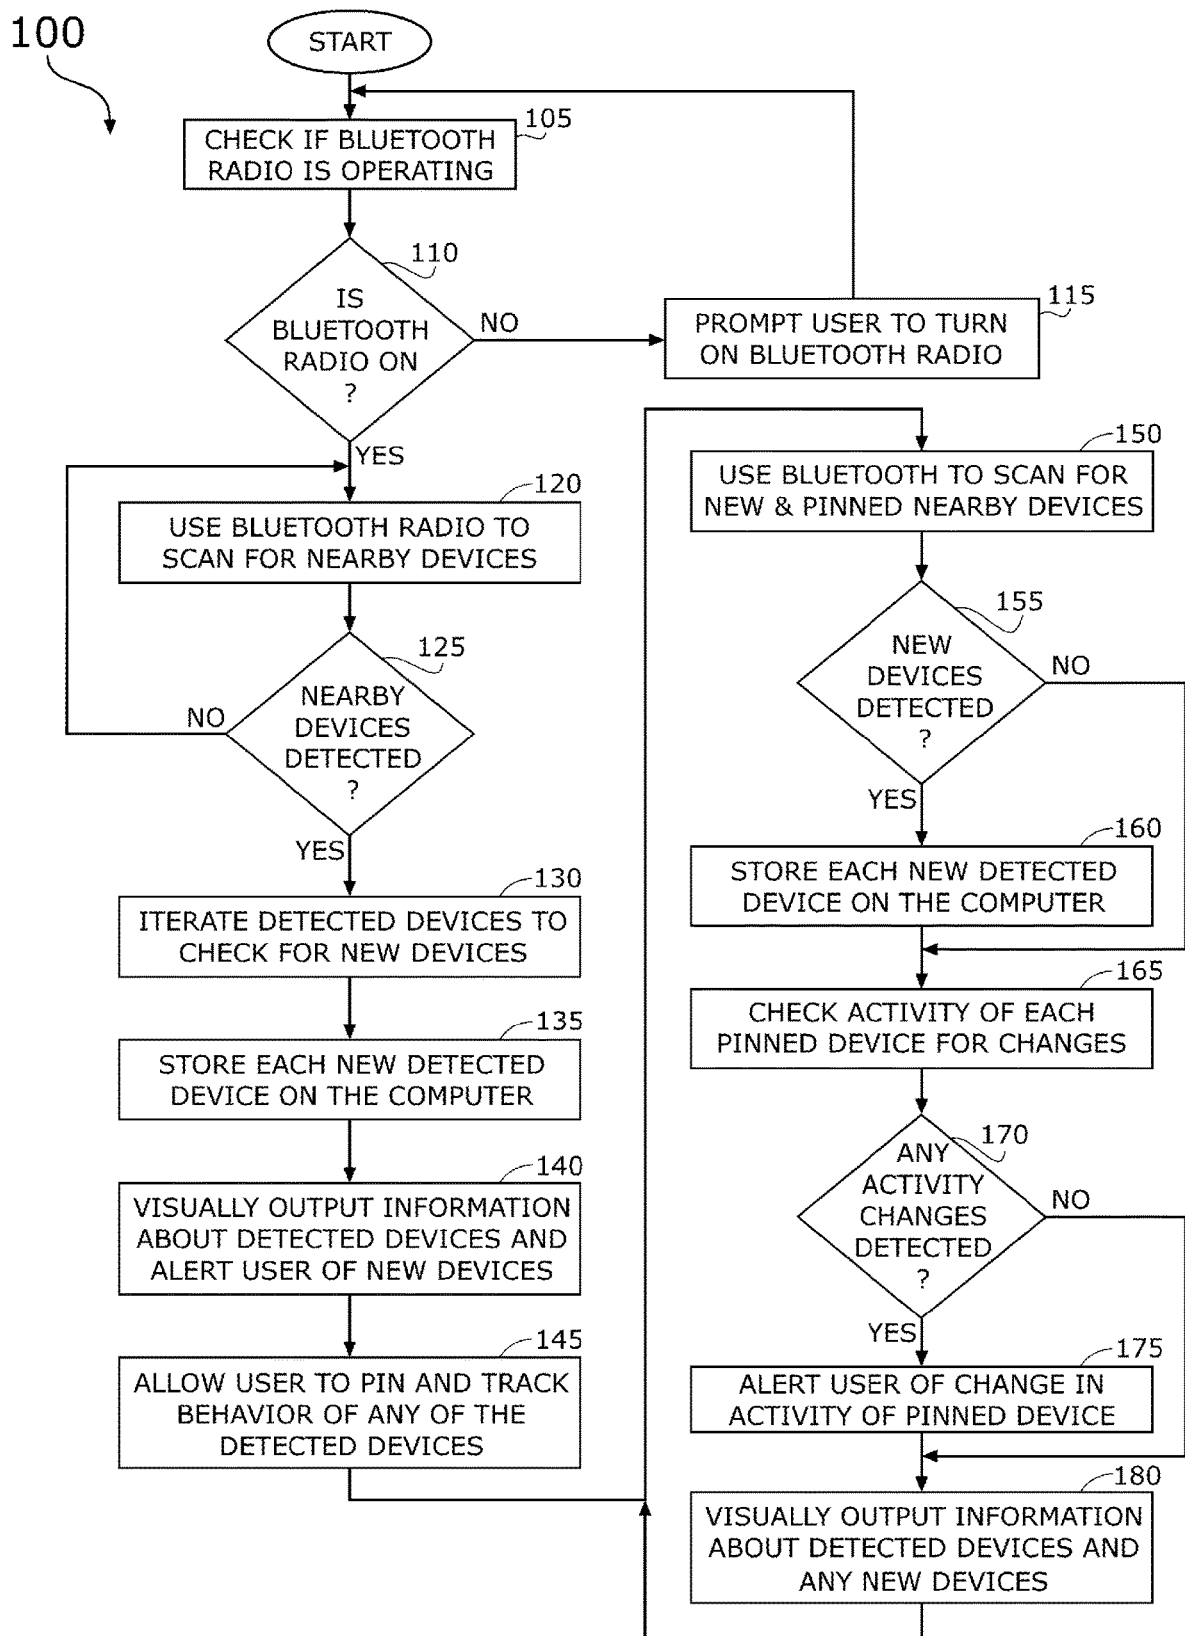 100
START
105
CHECK IF BLUETOOTH
RADIO IS OPERATING
110
IS
BLUETOOTH
RADIO ON
?
NO
115
PROMPT USER TO TURN
ON BLUETOOTH RADIO
YES
120
USE BLUETOOTH RADIO TO
SCAN FOR NEARBY DEVICES
125
NEARBY
DEVICES
DETECTED
?
NO
YES
130
ITERATE DETECTED DEVICES TO
CHECK FOR NEW DEVICES
135
STORE EACH NEW DETECTED
DEVICE ON THE COMPUTER
140
VISUALLY OUTPUT INFORMATION
ABOUT DETECTED DEVICES AND
ALERT USER OF NEW DEVICES
145
ALLOW USER TO PIN AND TRACK
BEHAVIOR OF ANY OF THE
DETECTED DEVICES
150
USE BLUETOOTH TO SCAN FOR
NEW & PINNED NEARBY DEVICES
155
NEW
DEVICES
DETECTED
?
NO
YES
160
STORE EACH NEW DETECTED
DEVICE ON THE COMPUTER
165
CHECK ACTIVITY OF EACH
PINNED DEVICE FOR CHANGES
170
ANY
ACTIVITY
CHANGES
DETECTED
?
NO
YES
175
ALERT USER OF CHANGE IN
ACTIVITY OF PINNED DEVICE
180
VISUALLY OUTPUT INFORMATION
ABOUT DETECTED DEVICES AND
ANY NEW DEVICES